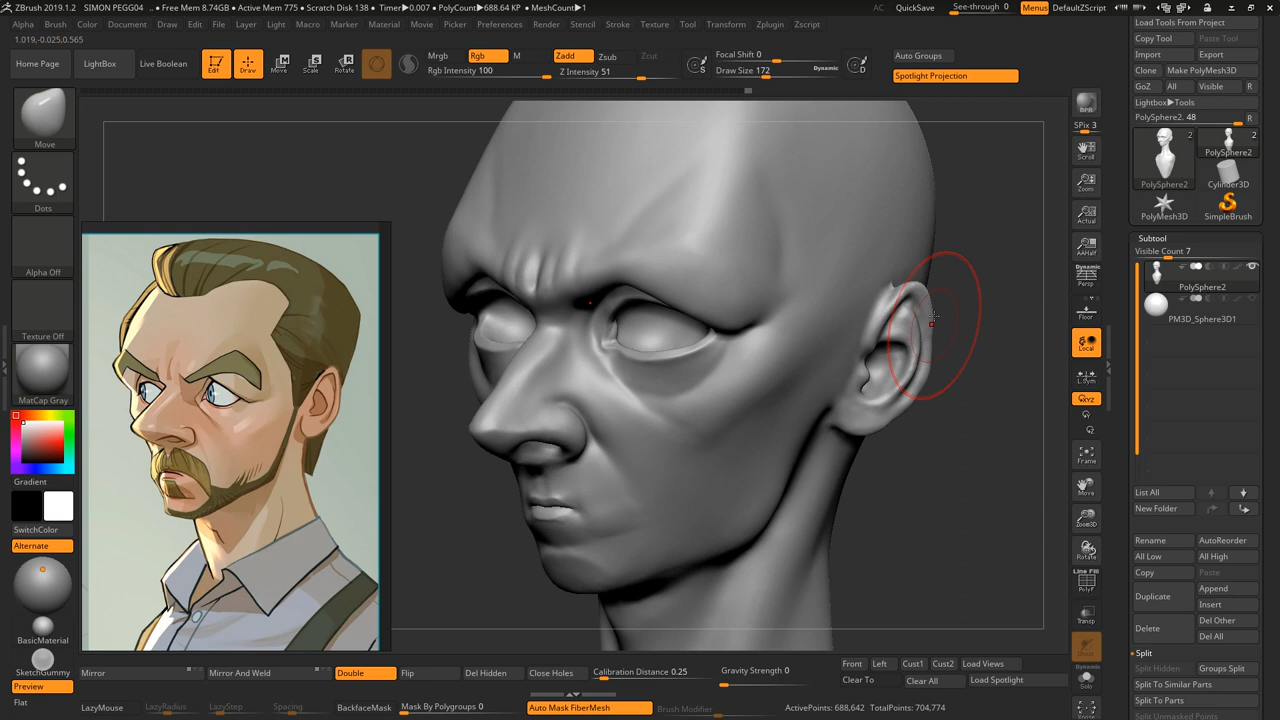 ZBrush 2019.1.2 SIMON PEGG04 .. • Free Mem 8.74GB • Active Mem 775 • Scratch Disk 138 • Timer▶0.007 • PolyCount▶688.64 KP • MeshCount▶1
AC QuickSave See-through 0 Menus DefaultZScript
Alpha Brush Color Document Draw Edit File Layer Light Macro Marker Material Movie Picker Preferences Render Stencil Stroke Texture Tool Transform Zplugin Zscript
1.019,-0.025,0.565
Home Page LightBox Live Boolean
Edit Draw Move Scale Rotate
Mrgb Rgb M Zadd Zsub Zcut
Rgb Intensity 100 Z Intensity 51
Focal Shift 0
Draw Size 172 Dynamic
S D
Auto Groups
Spotlight Projection
Move
Dots
Alpha Off
Texture Off
MatCap Gray
Gradient
SwitchColor
Alternate
BasicMaterial
SketchGummy
Preview
Flat
BPR
SPix 3
Scroll
Zoom
Actual
AAHalf
Dynamic
Persp
Floor
Local
L.Sym
XYZ
Frame
Move
Zoom3D
Rotate
Line Fill
PolyF
Transp
Dynamic
Solo
Load Tools From Project
Copy Tool Paste Tool
Import Export
Clone Make PolyMesh3D
GoZ All Visible R
Lightbox▶Tools
PolySphere2. 48 R
2 2
PolySphere2
PolySphere2
Cylinder3D
PolyMesh3D SimpleBrush
Subtool
Visible Count 7
PolySphere2
PM3D_Sphere3D1
List All
New Folder
Rename AutoReorder
All Low All High
Copy Paste
Duplicate Append
Insert
Delete Del Other
Del All
Split
Split Hidden Groups Split
Split To Similar Parts
Split To Parts
Split Unmasked Points
Mirror Mirror And Weld Double Flip Del Hidden Close Holes Calibration Distance 0.25 Gravity Strength 0
Front Left Cust1 Cust2 Load Views
Clear To Clear All Load Spotlight
LazyMouse LazyRadius LazyStep Spacing BackfaceMask Mask By Polygroups 0 Auto Mask FiberMesh Brush Modifier ActivePoints: 688,642 TotalPoints: 704,774